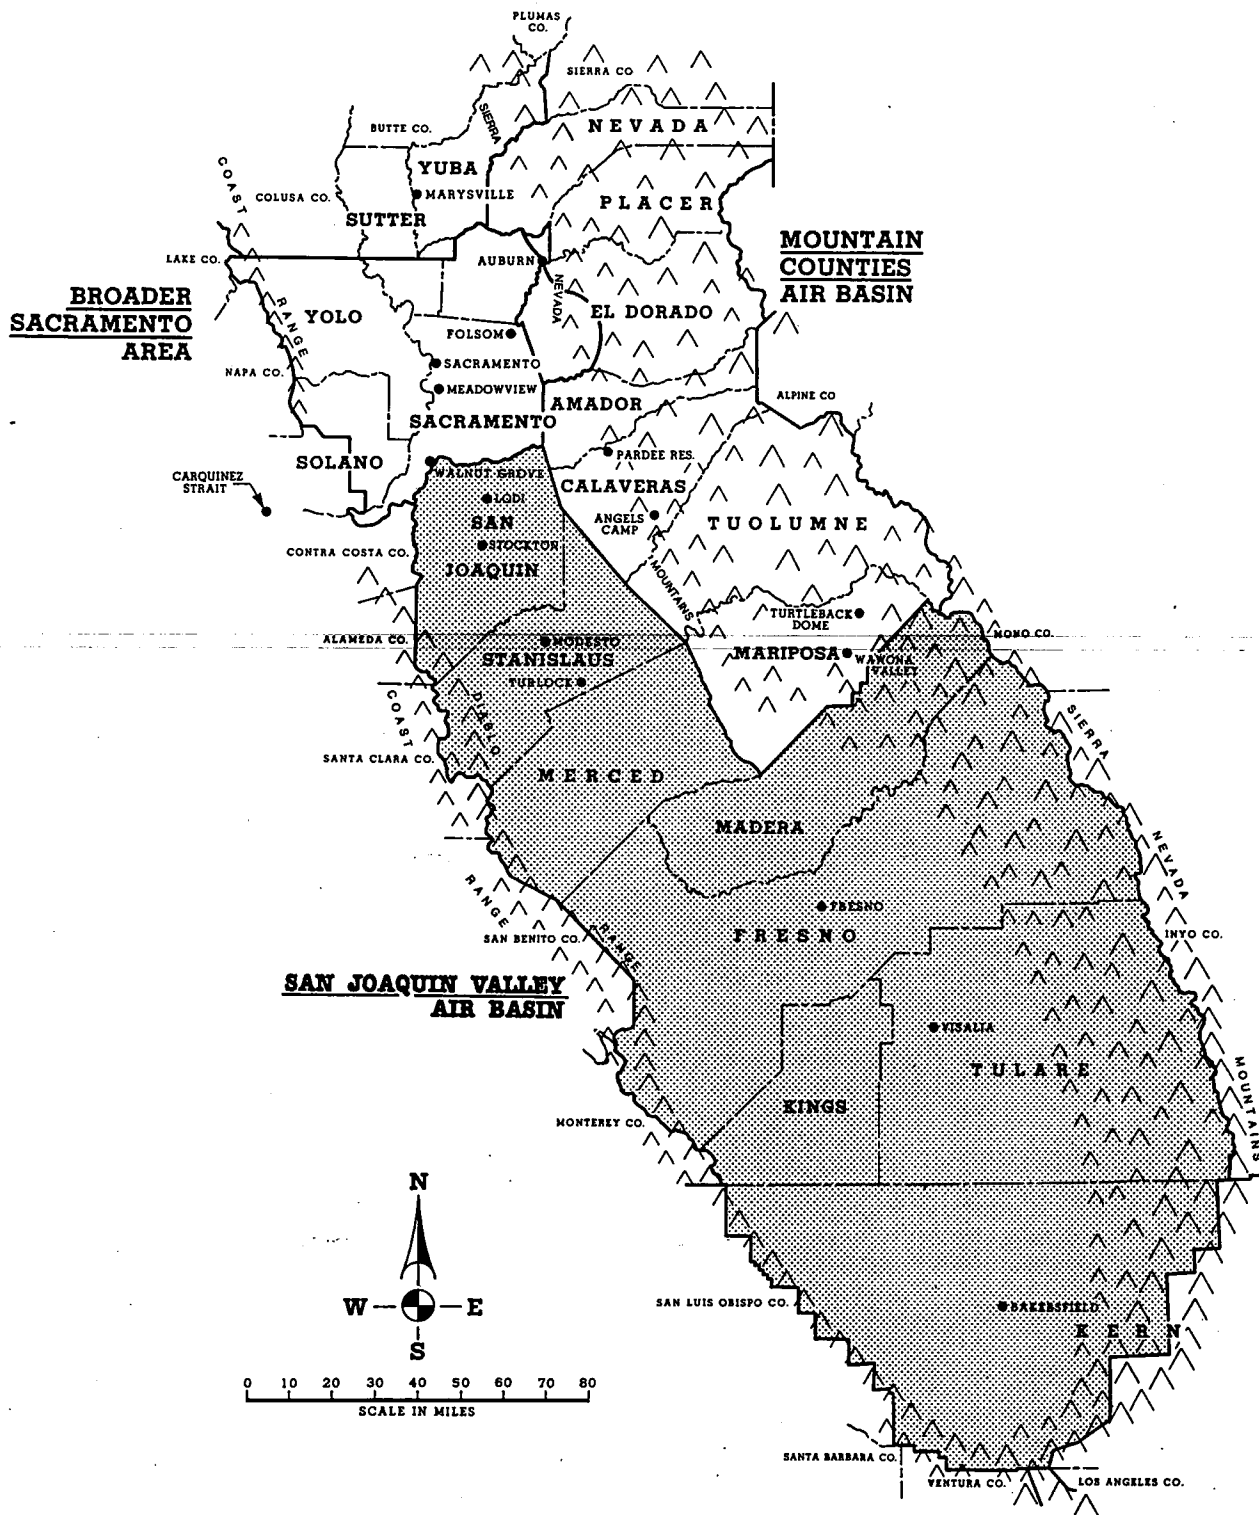 PLUMAS
CO.
SIERRA CO
NEVADA
SIERRA
BUTTE CO.
YUBA
MARYSVILLE
COAST
COLUSA CO.
SUTTER
PLACER
LAKE CO.
AUBURN
NEVADA
MOUNTAIN
COUNTIES
AIR BASIN
BROADER
SACRAMENTO
AREA
RANGE
YOLO
EL DORADO
FOLSOM
SACRAMENTO
NAPA CO.
MEADOWVIEW
AMADOR
ALPINE CO
SACRAMENTO
SOLANO
WALNUT GROVE
PARDEE RES.
CARQUINEZ
STRAIT
CALAVERAS
LODI
SAN
JOAQUIN
ANGELS
CAMP
TUOLUMNE
STOCKTON
CONTRA COSTA CO.
MOUNTAINS
TURTLEBACK
DOME
ALAMEDA CO.
MODESTO
STANISLAUS
TURLOCK
MARIPOSA
WAWONA
VALLEY
MONO CO.
COAST
DIABLO
SIERRA
SANTA CLARA CO.
MERCED
MADERA
NEVADA
RANGE
FRESNO
FRESNO
SAN BENITO CO.
RANGE
INYO CO.
SAN JOAQUIN VALLEY
AIR BASIN
VISALIA
TULARE
MOUNTAINS
KINGS
MONTEREY CO.
N
W
E
S
SAN LUIS OBISPO CO.
BAKERSFIELD
KERN
0 10 20 30 40 50 60 70 80
SCALE IN MILES
SANTA BARBARA CO.
VENTURA CO.
LOS ANGELES CO.